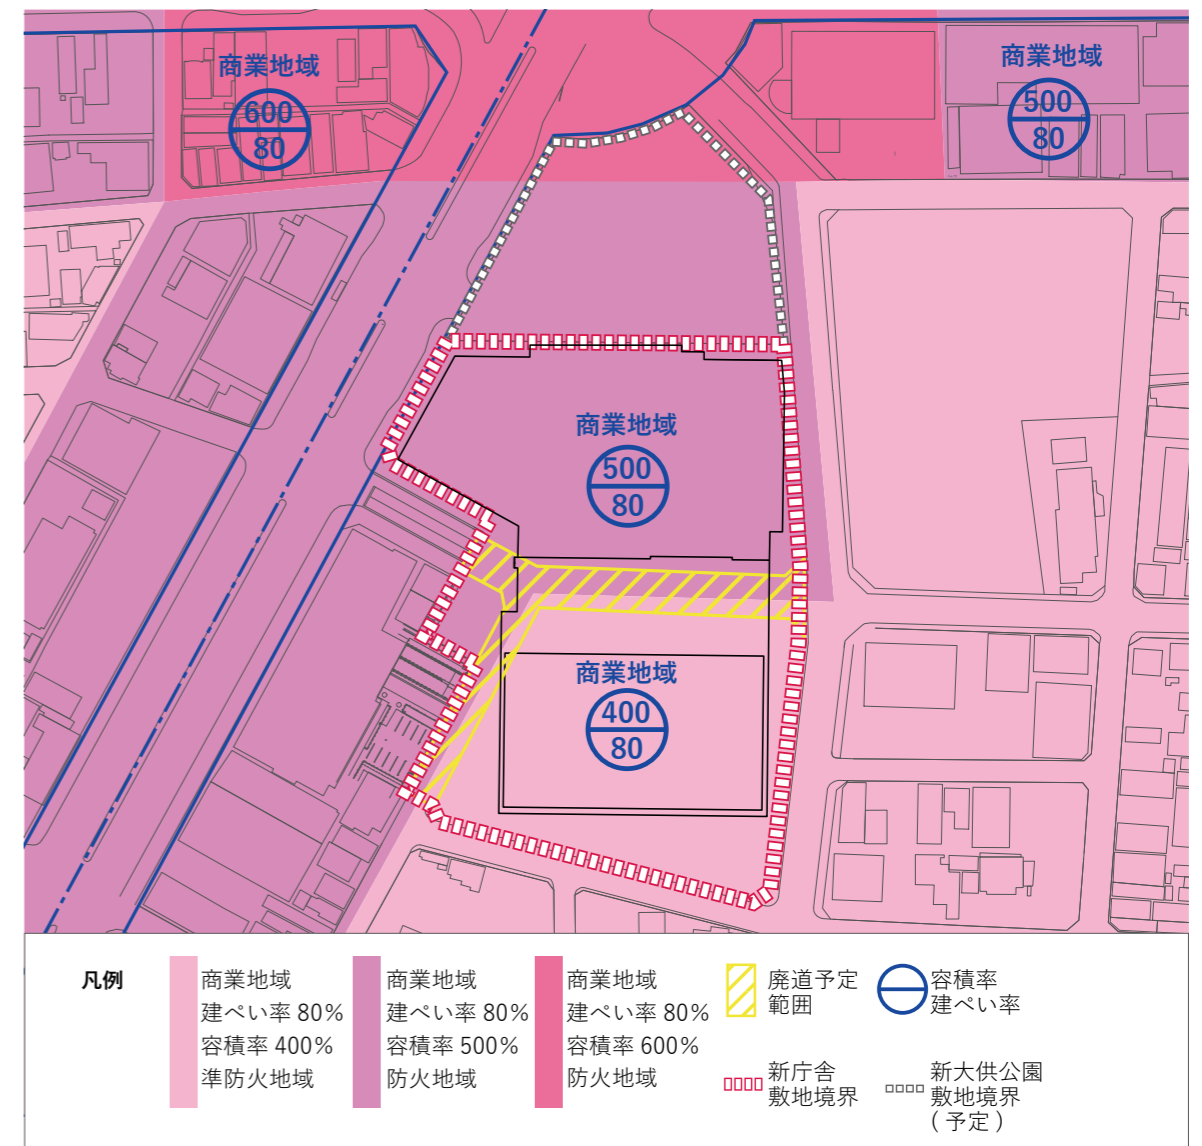 商業地域
600
80
商業地域
500
80
商業地域
500
80
商業地域
400
80
凡例
商業地域
建ぺい率 80%
容積率 400%
準防火地域
商業地域
建ぺい率 80%
容積率 500%
防火地域
商業地域
建ぺい率 80%
容積率 600%
防火地域
廃道予定
範囲
容積率
建ぺい率
新庁舎
敷地境界
新大供公園
敷地境界
(予定)